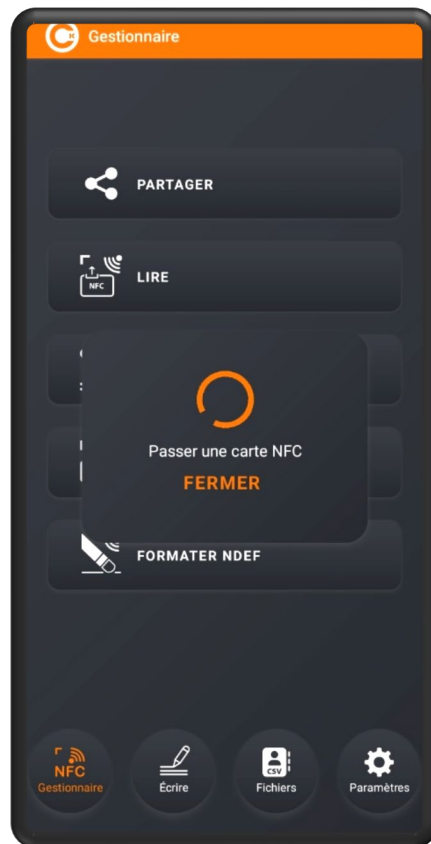 Gestionnaire
PARTAGER
LIRE
NFC
Passer une carte NFC
FERMER
FORMATER NDEF
NFC
Gestionnaire
Écrire
CSV
Fichiers
Paramètres